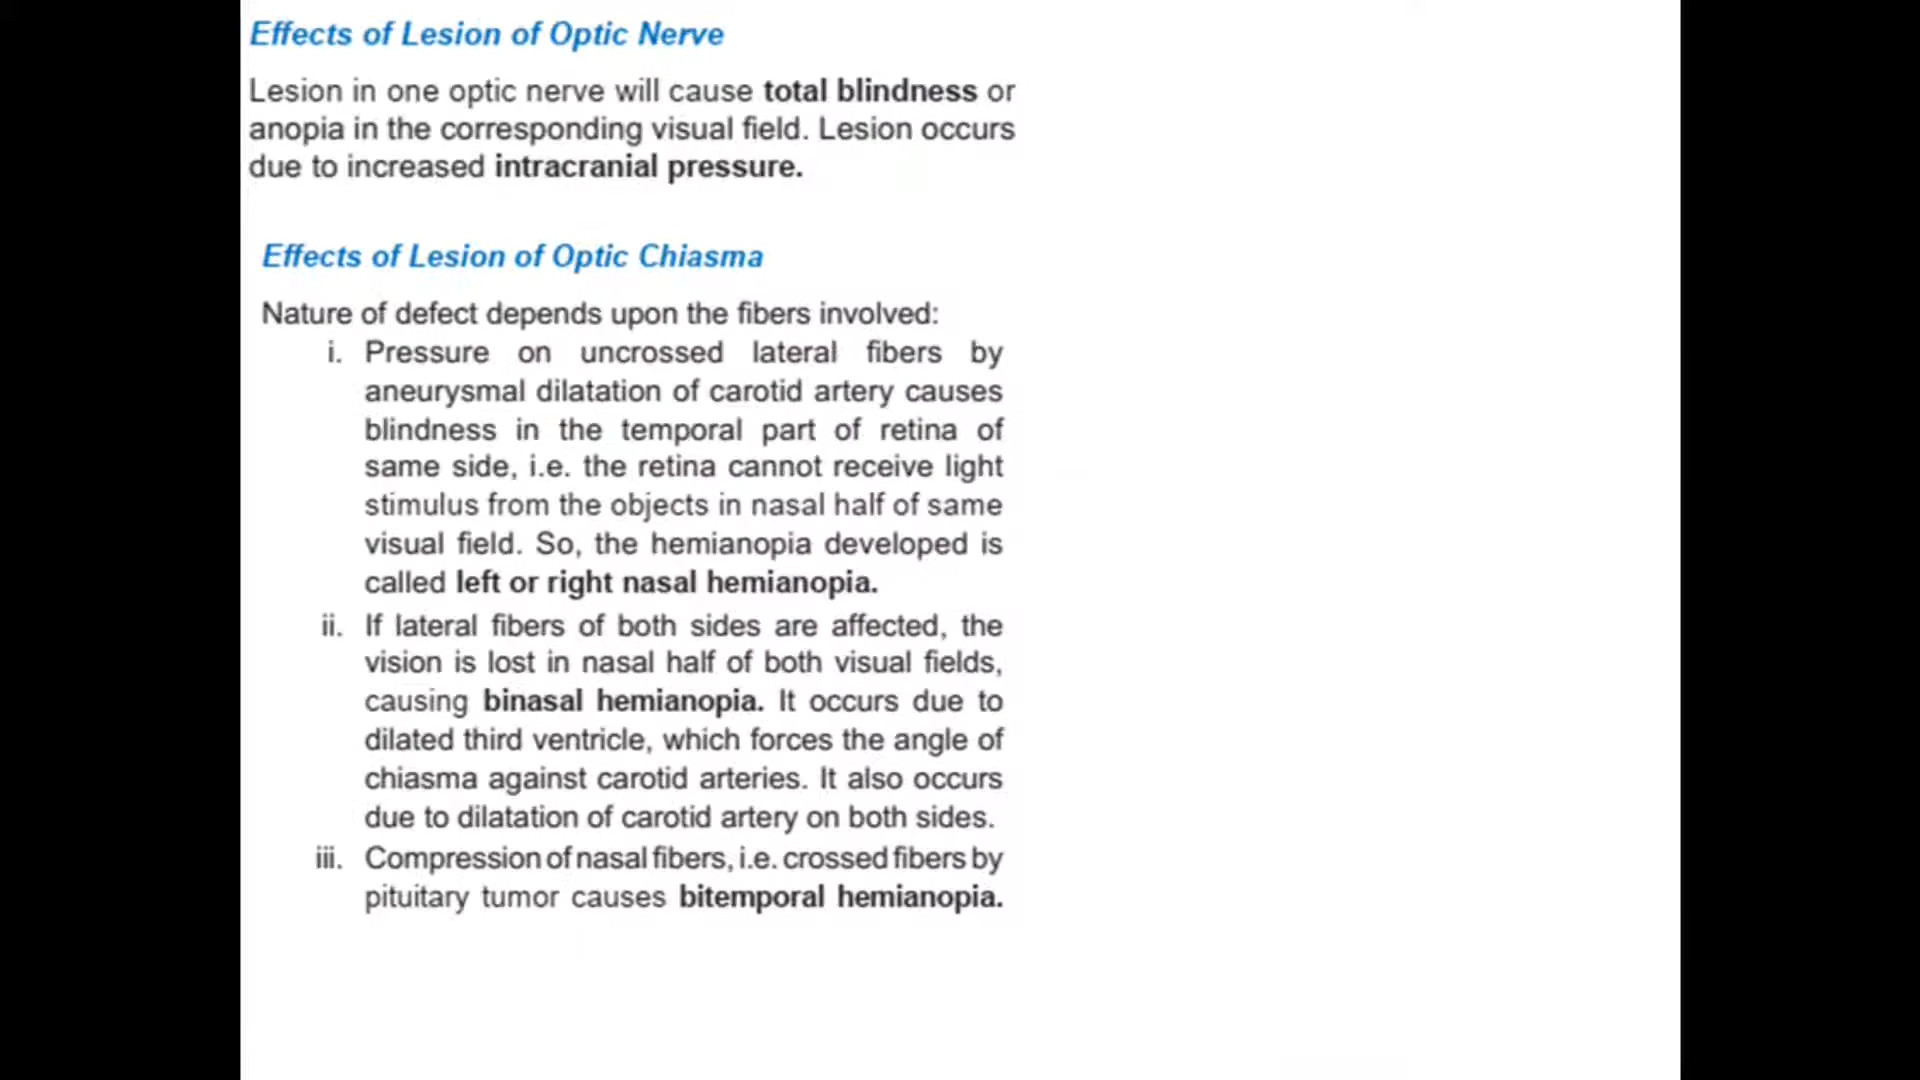 Effects of Lesion of Optic Nerve
Lesion in one optic nerve will cause total blindness or
anopia in the corresponding visual field. Lesion occurs
due to increased intracranial pressure.
Effects of Lesion of Optic Chiasma
Nature of defect depends upon the fibers involved:
i. Pressure on uncrossed lateral fibers by
aneurysmal dilatation of carotid artery causes
blindness in the temporal part of retina of
same side, i.e. the retina cannot receive light
stimulus from the objects in nasal half of same
visual field. So, the hemianopia developed is
called left or right nasal hemianopia.
ii. If lateral fibers of both sides are affected, the
vision is lost in nasal half of both visual fields,
causing binasal hemianopia. It occurs due to
dilated third ventricle, which forces the angle of
chiasma against carotid arteries. It also occurs
due to dilatation of carotid artery on both sides.
iii. Compression of nasal fibers, i.e. crossed fibers by
pituitary tumor causes bitemporal hemianopia.